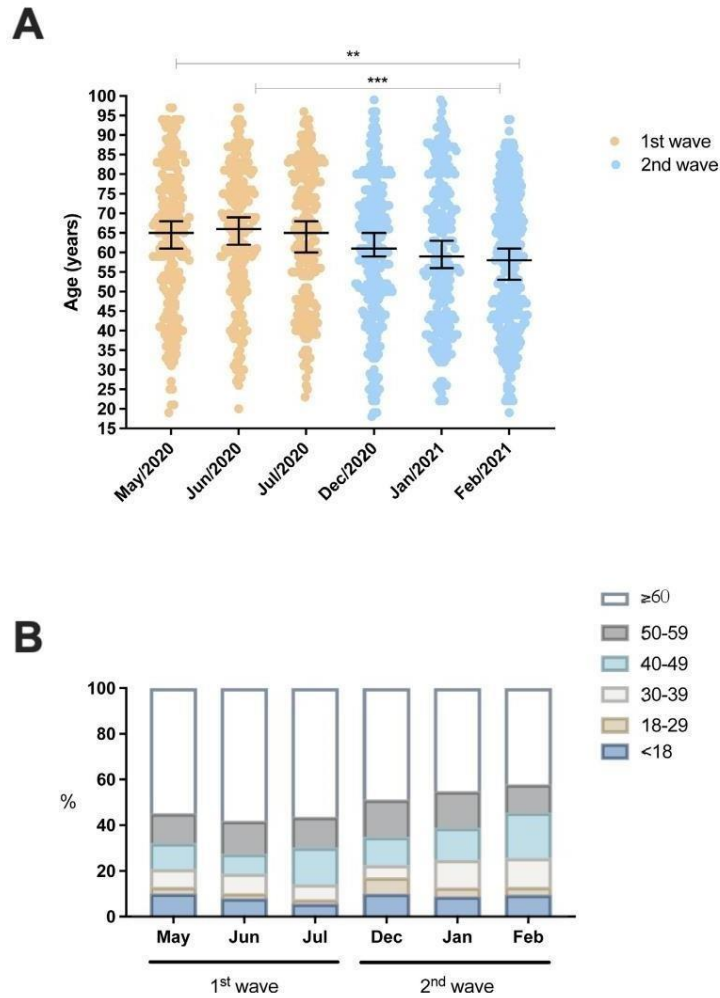 A
**
***
100
95
90
85
80
75
70
65
60
55
50
45
40
35
30
25
20
15
Age (years)
May/2020
Jun/2020
Jul/2020
Dec/2020
Jan/2021
Feb/2021
1st wave
2nd wave
B
≥60
50-59
40-49
30-39
18-29
<18
100
80
60
40
20
0
%
May Jun Jul Dec Jan Feb
1st wave 2nd wave